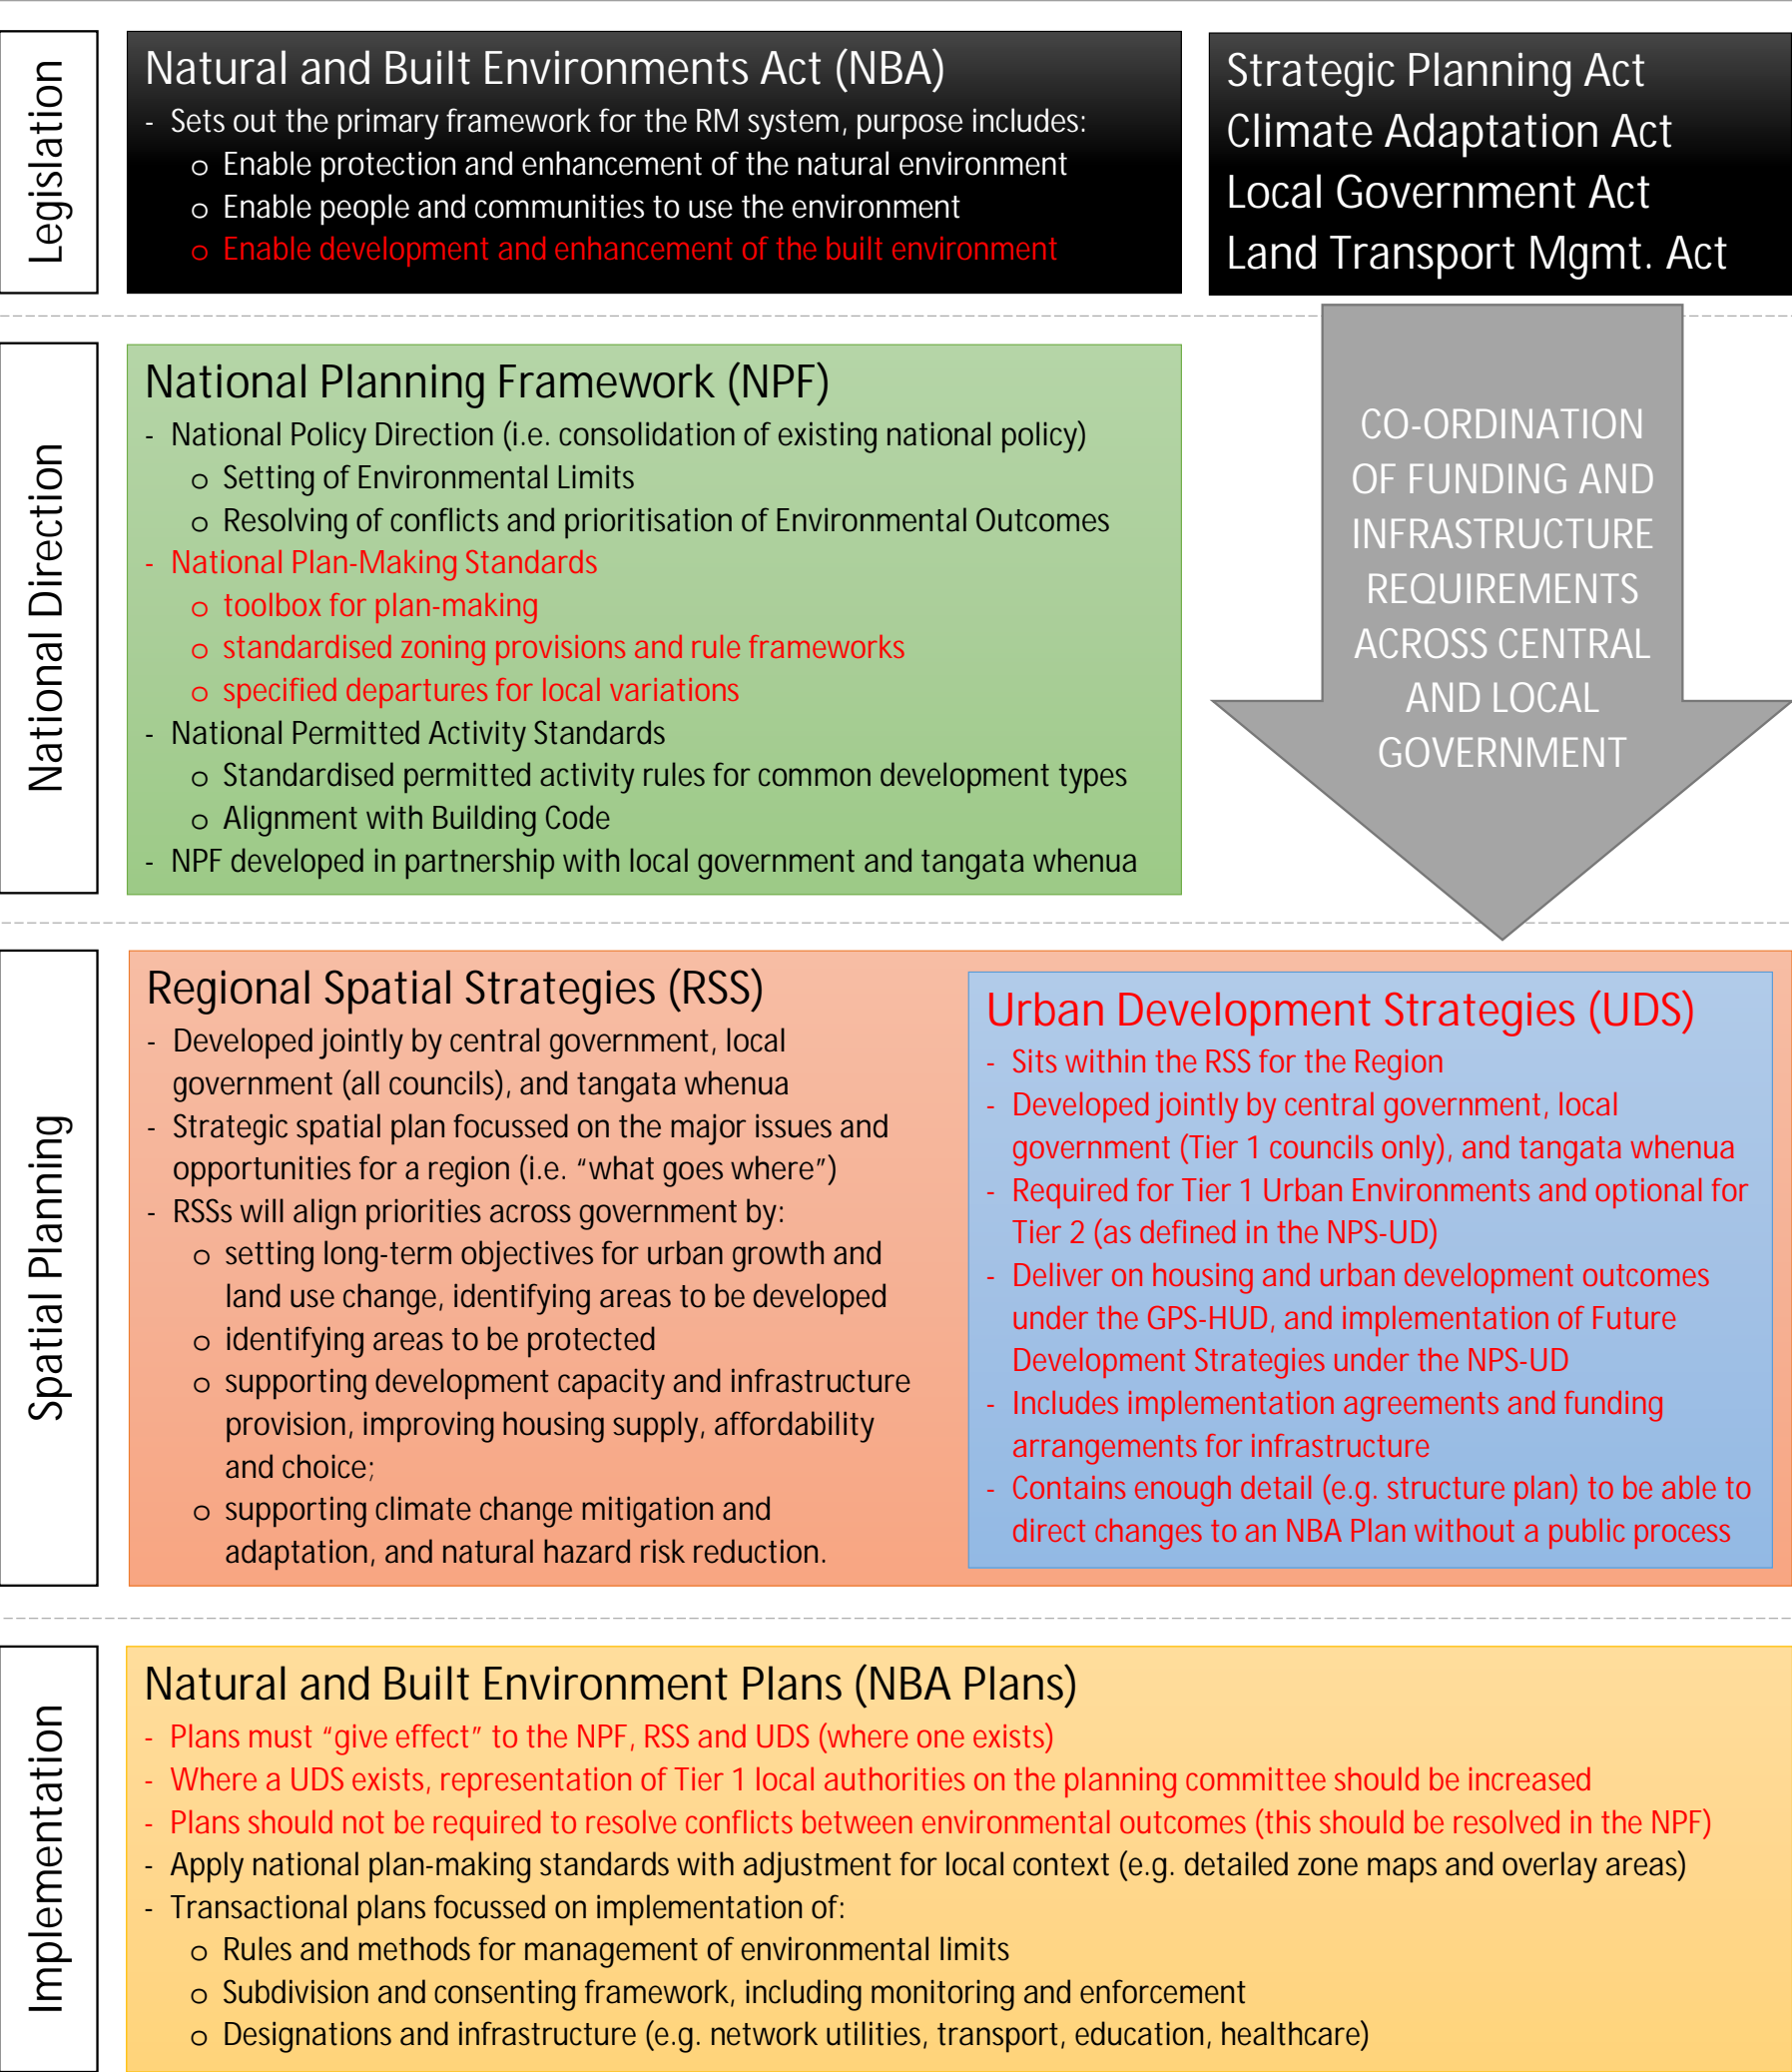 Legislation
Natural and Built Environments Act (NBA)
- Sets out the primary framework for the RM system, purpose includes:
o Enable protection and enhancement of the natural environment
o Enable people and communities to use the environment
o Enable development and enhancement of the built environment
Strategic Planning Act
Climate Adaptation Act
Local Government Act
Land Transport Mgmt. Act
National Direction
National Planning Framework (NPF)
- National Policy Direction (i.e. consolidation of existing national policy)
o Setting of Environmental Limits
o Resolving of conflicts and prioritisation of Environmental Outcomes
- National Plan-Making Standards
o toolbox for plan-making
o standardised zoning provisions and rule frameworks
o specified departures for local variations
- National Permitted Activity Standards
o Standardised permitted activity rules for common development types
o Alignment with Building Code
- NPF developed in partnership with local government and tangata whenua
CO-ORDINATION
OF FUNDING AND
INFRASTRUCTURE
REQUIREMENTS
ACROSS CENTRAL
AND LOCAL
GOVERNMENT
Spatial Planning
Regional Spatial Strategies (RSS)
- Developed jointly by central government, local
government (all councils), and tangata whenua
- Strategic spatial plan focussed on the major issues and
opportunities for a region (i.e. “what goes where”)
- RSSs will align priorities across government by:
o setting long-term objectives for urban growth and
land use change, identifying areas to be developed
o identifying areas to be protected
o supporting development capacity and infrastructure
provision, improving housing supply, affordability
and choice;
o supporting climate change mitigation and
adaptation, and natural hazard risk reduction.
Urban Development Strategies (UDS)
- Sits within the RSS for the Region
- Developed jointly by central government, local
government (Tier 1 councils only), and tangata whenua
- Required for Tier 1 Urban Environments and optional for
Tier 2 (as defined in the NPS-UD)
- Deliver on housing and urban development outcomes
under the GPS-HUD, and implementation of Future
Development Strategies under the NPS-UD
- Includes implementation agreements and funding
arrangements for infrastructure
- Contains enough detail (e.g. structure plan) to be able to
direct changes to an NBA Plan without a public process
Implementation
Natural and Built Environment Plans (NBA Plans)
- Plans must “give effect” to the NPF, RSS and UDS (where one exists)
- Where a UDS exists, representation of Tier 1 local authorities on the planning committee should be increased
- Plans should not be required to resolve conflicts between environmental outcomes (this should be resolved in the NPF)
- Apply national plan-making standards with adjustment for local context (e.g. detailed zone maps and overlay areas)
- Transactional plans focussed on implementation of:
o Rules and methods for management of environmental limits
o Subdivision and consenting framework, including monitoring and enforcement
o Designations and infrastructure (e.g. network utilities, transport, education, healthcare)